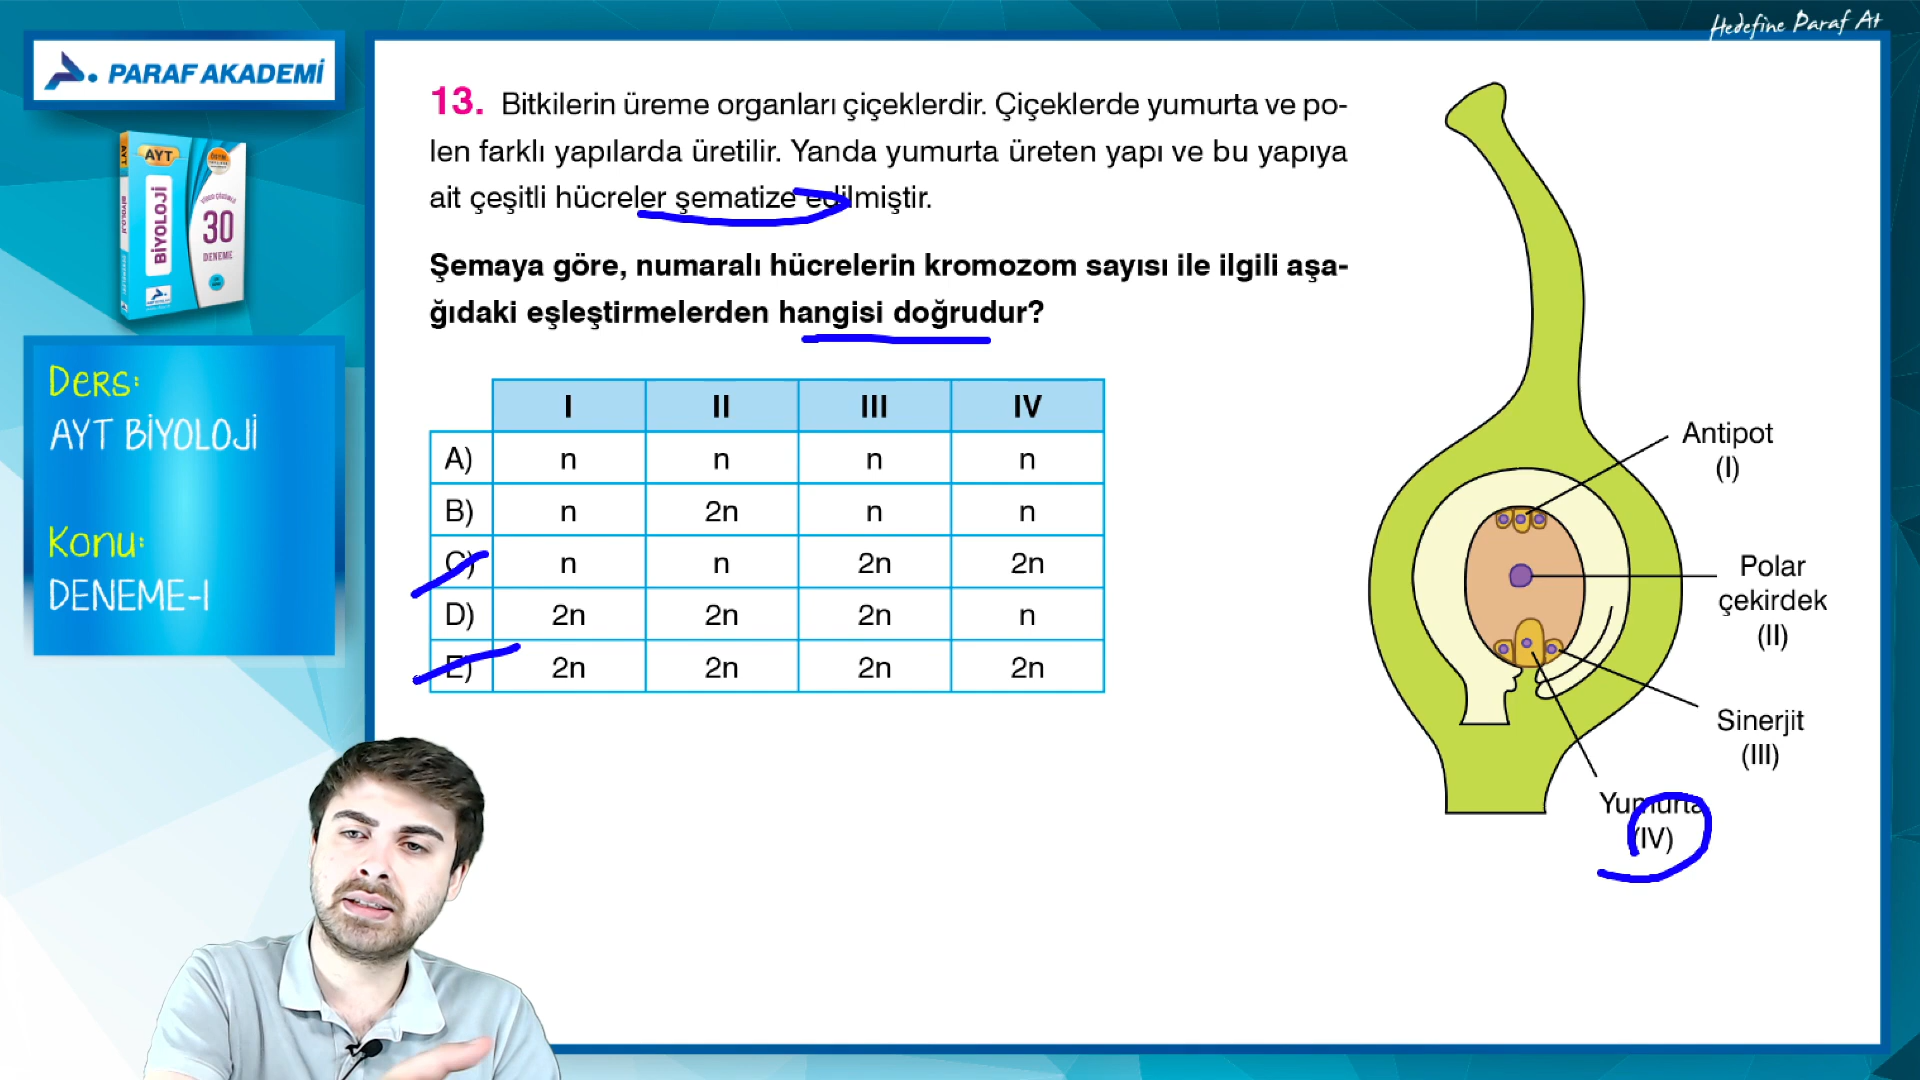 Hedefine Paraf At
PARAF AKADEMİ
AYT
BİYOLOJİ
30
DENEME
Ders:
AYT BİYOLOJİ
Konu:
DENEME-I
13. Bitkilerin üreme organları çiçeklerdir. Çiçeklerde yumurta ve po-
len farklı yapılarda üretilir. Yanda yumurta üreten yapı ve bu yapıya
ait çeşitli hücreler şematize edilmiştir.
Şemaya göre, numaralı hücrelerin kromozom sayısı ile ilgili aşa-
ğıdaki eşleştirmelerden hangisi doğrudur?
I II III IV
A) n n n n
B) n 2n n n
C) n n 2n 2n
D) 2n 2n 2n n
E) 2n 2n 2n 2n
Antipot
(I)
Polar
çekirdek
(II)
Sinerjit
(III)
Yumurta
(IV)